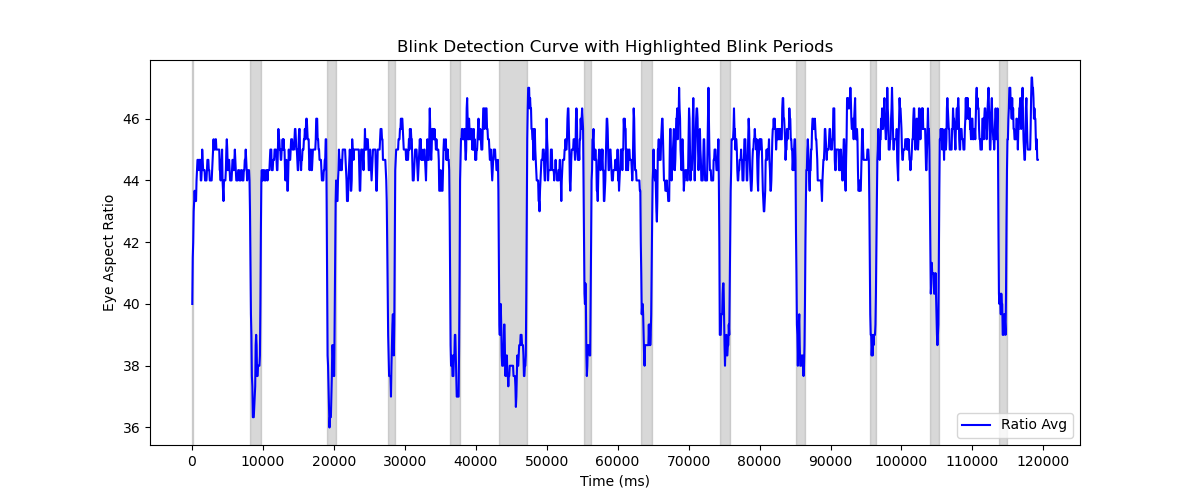 Blink Detection Curve with Highlighted Blink Periods
Eye Aspect Ratio
46
44
42
40
38
36
Ratio Avg
0 10000 20000 30000 40000 50000 60000 70000 80000 90000 100000 110000 120000
Time (ms)